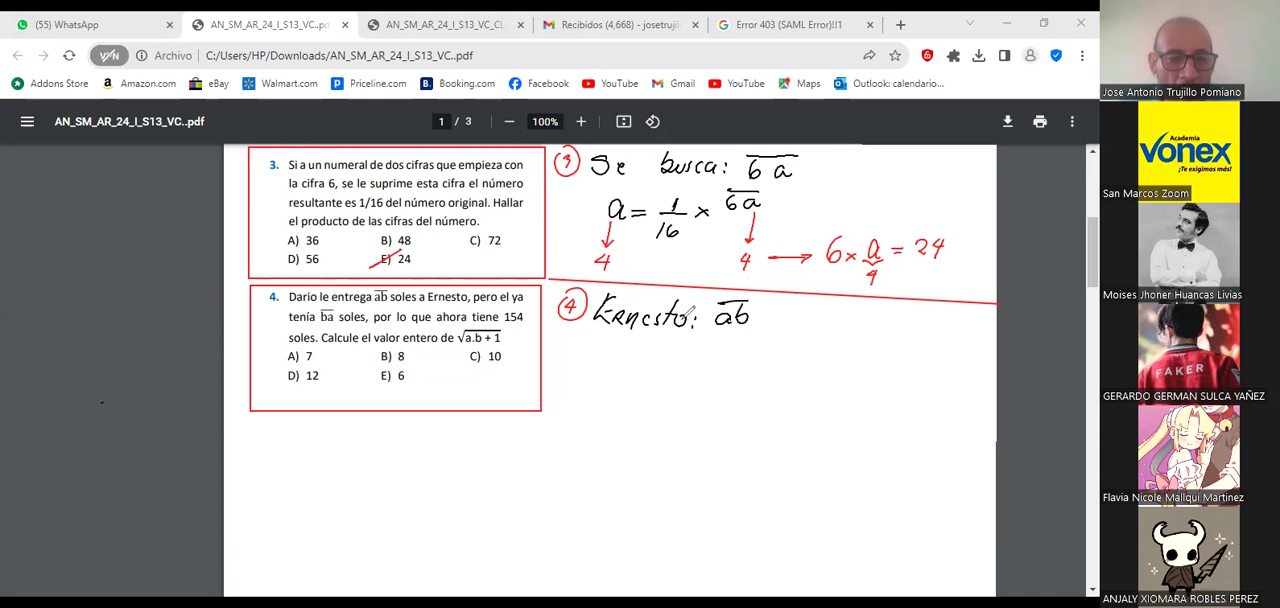 (55) WhatsApp
AN_SM_AR_24_I_S13_VC..pdf
AN_SM_AR_24_I_S13_VC_CL
Recibidos (4,668) - josetrujil
Error 403 (SAML Error)!!1
VPN
Archivo
C:/Users/HP/Downloads/AN_SM_AR_24_I_S13_VC..pdf
Addons Store
Amazon.com
eBay
Walmart.com
Priceline.com
Booking.com
Facebook
YouTube
Gmail
YouTube
Maps
Outlook: calendario...
AN_SM_AR_24_I_S13_VC..pdf
1 / 3
100%
3. Si a un numeral de dos cifras que empieza con
la cifra 6, se le suprime esta cifra el número
resultante es 1/16 del número original. Hallar
el producto de las cifras del número.
A) 36 B) 48 C) 72
D) 56 E) 24
3 Se busca: 6a
a = 1/16 × 6a
4 4 → 6 × a = 24
4
4. Dario le entrega ab soles a Ernesto, pero el ya
tenía ba soles, por lo que ahora tiene 154
soles. Calcule el valor entero de √a.b + 1
A) 7 B) 8 C) 10
D) 12 E) 6
4 Ernesto: ab
Jose Antonio Trujillo Pomiano
Academia
VONEX
¡Te exigimos más!
San Marcos Zoom
Moises Jhoner Huancas Livias
FAKER
GERARDO GERMAN SULCA YAÑEZ
Flavia Nicole Mallqui Martinez
ANJALY XIOMARA ROBLES PEREZ